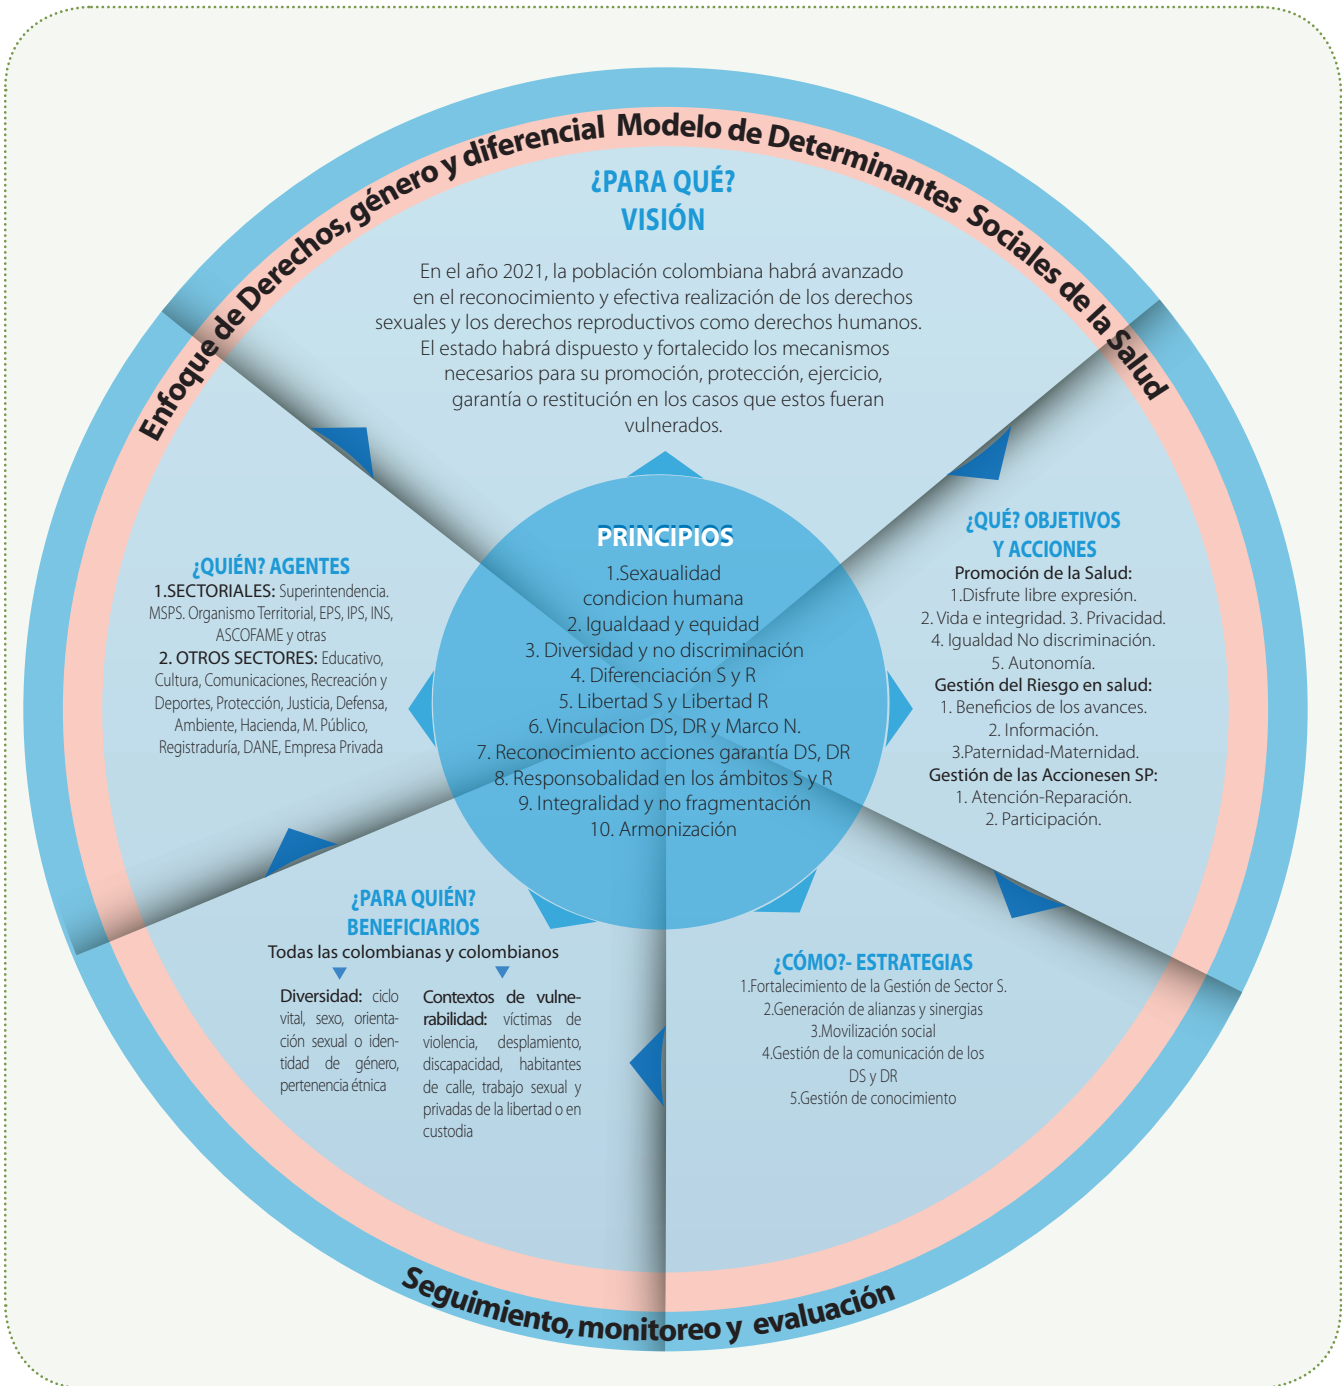 Enfoque de Derechos, género y diferencial Modelo de Determinantes Sociales de la Salud
¿PARA QUÉ?
VISIÓN
En el año 2021, la población colombiana habrá avanzado
en el reconocimiento y efectiva realización de los derechos
sexuales y los derechos reproductivos como derechos humanos.
El estado habrá dispuesto y fortalecido los mecanismos
necesarios para su promoción, protección, ejercicio,
garantía o restitución en los casos que estos fueran
vulnerados.
¿QUÉ? OBJETIVOS
Y ACCIONES
Promoción de la Salud:
1.Disfrute libre expresión.
2. Vida e integridad. 3. Privacidad.
4. Igualdad No discriminación.
5. Autonomía.
Gestión del Riesgo en salud:
1. Beneficios de los avances.
2. Información.
3.Paternidad-Maternidad.
Gestión de las Accionesen SP:
1. Atención-Reparación.
2. Participación.
¿CÓMO?- ESTRATEGIAS
1.Fortalecimiento de la Gestión de Sector S.
2.Generación de alianzas y sinergias
3.Movilización social
4.Gestión de la comunicación de los
DS y DR
5.Gestión de conocimiento
¿PARA QUIÉN?
BENEFICIARIOS
Todas las colombianas y colombianos
Diversidad: ciclo
vital, sexo, orienta-
ción sexual o iden-
tidad de género,
pertenencia étnica
Contextos de vulne-
rabilidad: víctimas de
violencia, desplamiento,
discapacidad, habitantes
de calle, trabajo sexual y
privadas de la libertad o en
custodia
¿QUIÉN? AGENTES
1.SECTORIALES: Superintendencia.
MSPS. Organismo Territorial, EPS, IPS, INS,
ASCOFAME y otras
2. OTROS SECTORES: Educativo,
Cultura, Comunicaciones, Recreación y
Deportes, Protección, Justicia, Defensa,
Ambiente, Hacienda, M. Público,
Registraduría, DANE, Empresa Privada
PRINCIPIOS
1.Sexaualidad
condicion humana
2. Igualdaad y equidad
3. Diversidad y no discriminación
4. Diferenciación S y R
5. Libertad S y Libertad R
6. Vinculacion DS, DR y Marco N.
7. Reconocimiento acciones garantía DS, DR
8. Responsobalidad en los ámbitos S y R
9. Integralidad y no fragmentación
10. Armonización
Seguimiento, monitoreo y evaluación